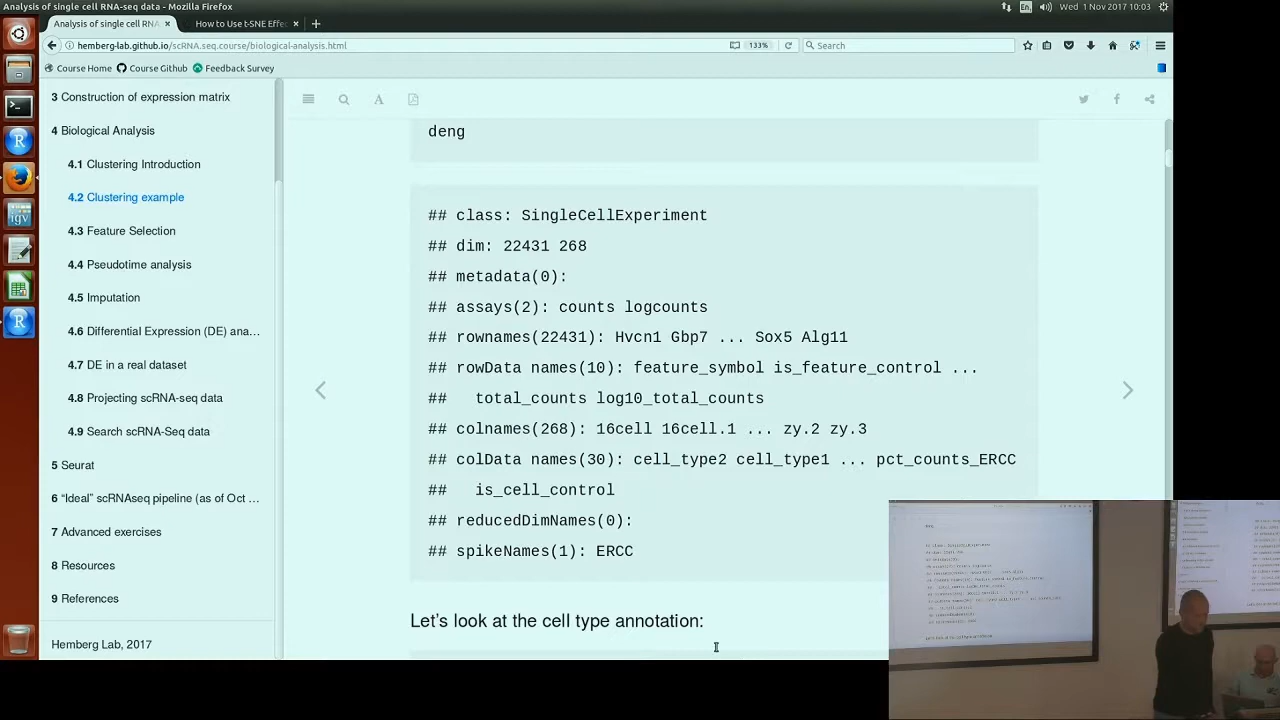 Analysis of single cell RNA-seq data - Mozilla Firefox
En
Wed 1 Nov 2017 10:03
Analysis of single cell RNA
How to Use t-SNE Effec
hemberg-lab.github.io/scRNA.seq.course/biological-analysis.html
133%
Search
Course Home
Course Github
Feedback Survey
3 Construction of expression matrix
4 Biological Analysis
4.1 Clustering Introduction
4.2 Clustering example
4.3 Feature Selection
4.4 Pseudotime analysis
4.5 Imputation
4.6 Differential Expression (DE) ana…
4.7 DE in a real dataset
4.8 Projecting scRNA-seq data
4.9 Search scRNA-Seq data
5 Seurat
6 “Ideal” scRNAseq pipeline (as of Oct …
7 Advanced exercises
8 Resources
9 References
Hemberg Lab, 2017
A
deng
## class: SingleCellExperiment
## dim: 22431 268
## metadata(0):
## assays(2): counts logcounts
## rownames(22431): Hvcn1 Gbp7 ... Sox5 Alg11
## rowData names(10): feature_symbol is_feature_control ...
##   total_counts log10_total_counts
## colnames(268): 16cell 16cell.1 ... zy.2 zy.3
## colData names(30): cell_type2 cell_type1 ... pct_counts_ERCC
##   is_cell_control
## reducedDimNames(0):
## spikeNames(1): ERCC
Let’s look at the cell type annotation:
R
igv
R